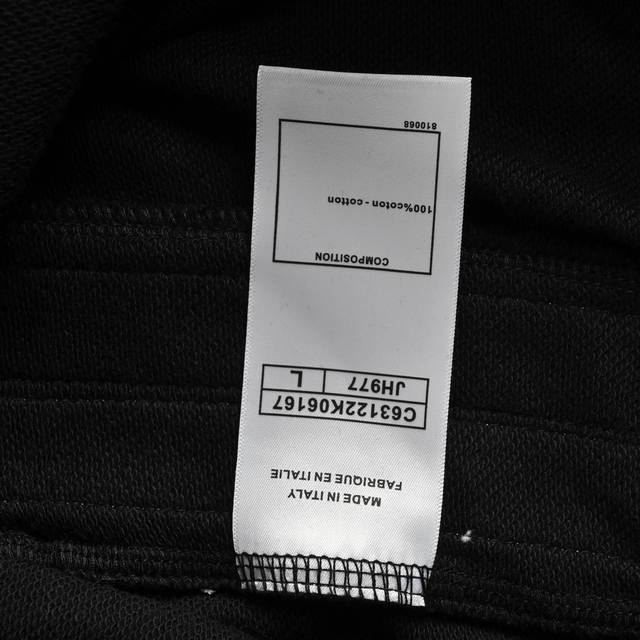 MADE IN ITALY
FABRIQUE EN ITALIE
C63122K06167
JH977 L
COMPOSITION
100%coton - cotton
810068